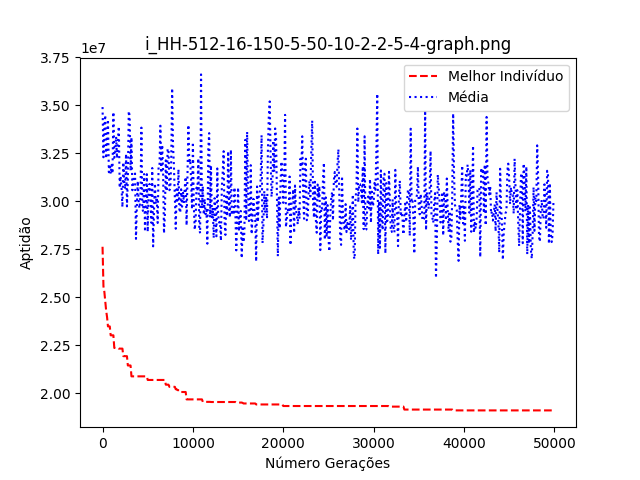 i_HH-512-16-150-5-50-10-2-2-5-4-graph.png
1e7
3.75
3.50
3.25
3.00
2.75
2.50
2.25
2.00
Aptidão
Melhor Indivíduo
Média
0
10000
20000
30000
40000
50000
Número Gerações